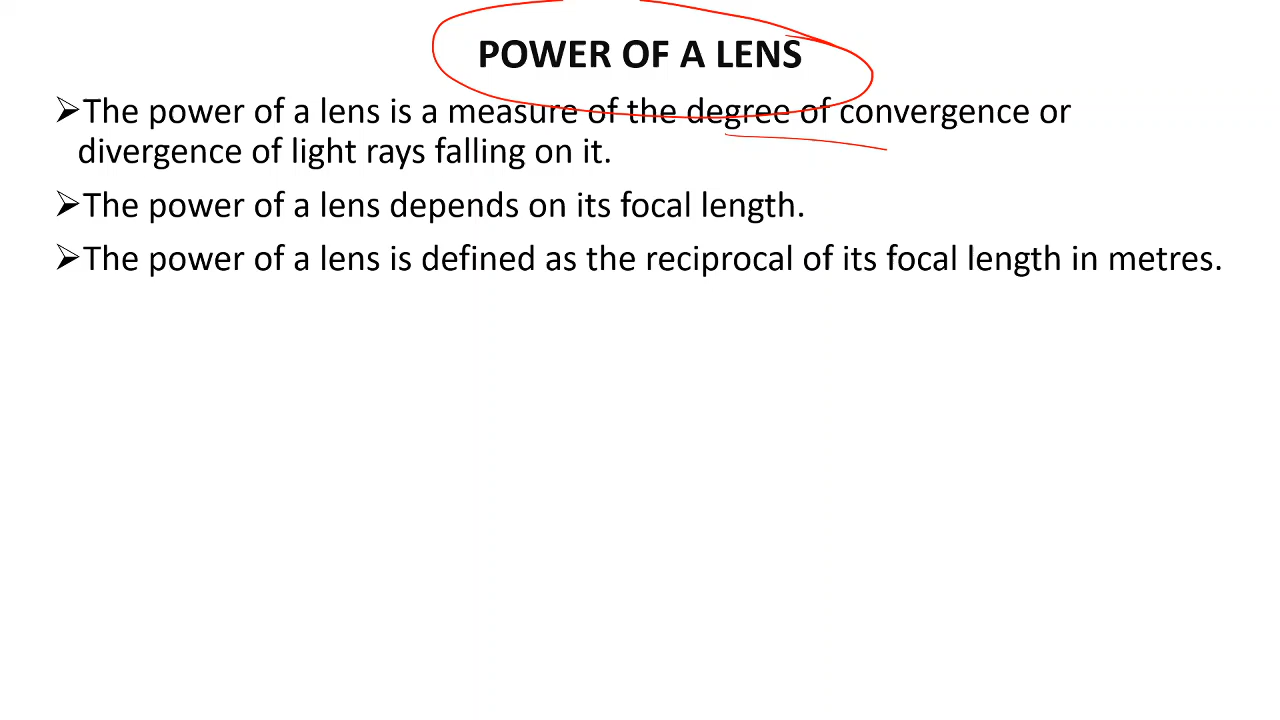 POWER OF A LENS
➢The power of a lens is a measure of the degree of convergence or
divergence of light rays falling on it.
➢The power of a lens depends on its focal length.
➢The power of a lens is defined as the reciprocal of its focal length in metres.